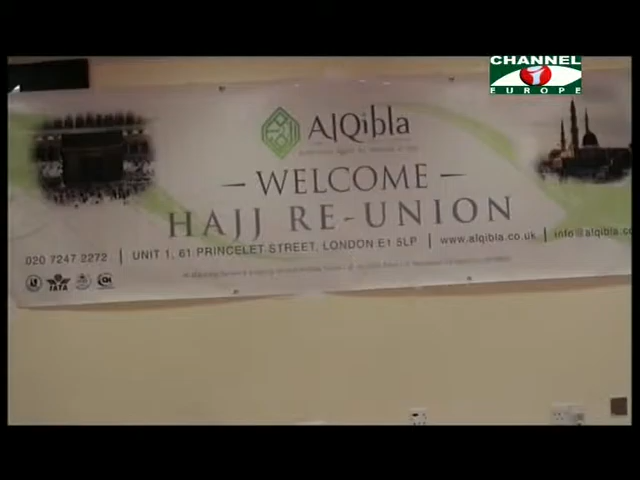 CHANNEL
i
EUROPE
AlQibla
WELCOME
HAJJ RE-UNION
020 7247 2272 | UNIT 1, 61 PRINCELET STREET, LONDON E1 5LP | www.alqibla.co.uk | info@alqibla.co
IATA